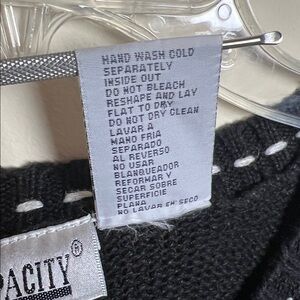 HAND WASH COLD
SEPARATELY
INSIDE OUT
DO NOT BLEACH
RESHAPE AND LAY
FLAT TO DRY
DO NOT DRY CLEAN
LAVAR A
MANO FRIA
SEPARADO
AL REVERSO
NO USAR
BLANQUEADOR
REFORMAR Y
SECAR SOBRE
SUPERFICIE
PLANA
NO LAVAR EN SECO
PACITY®